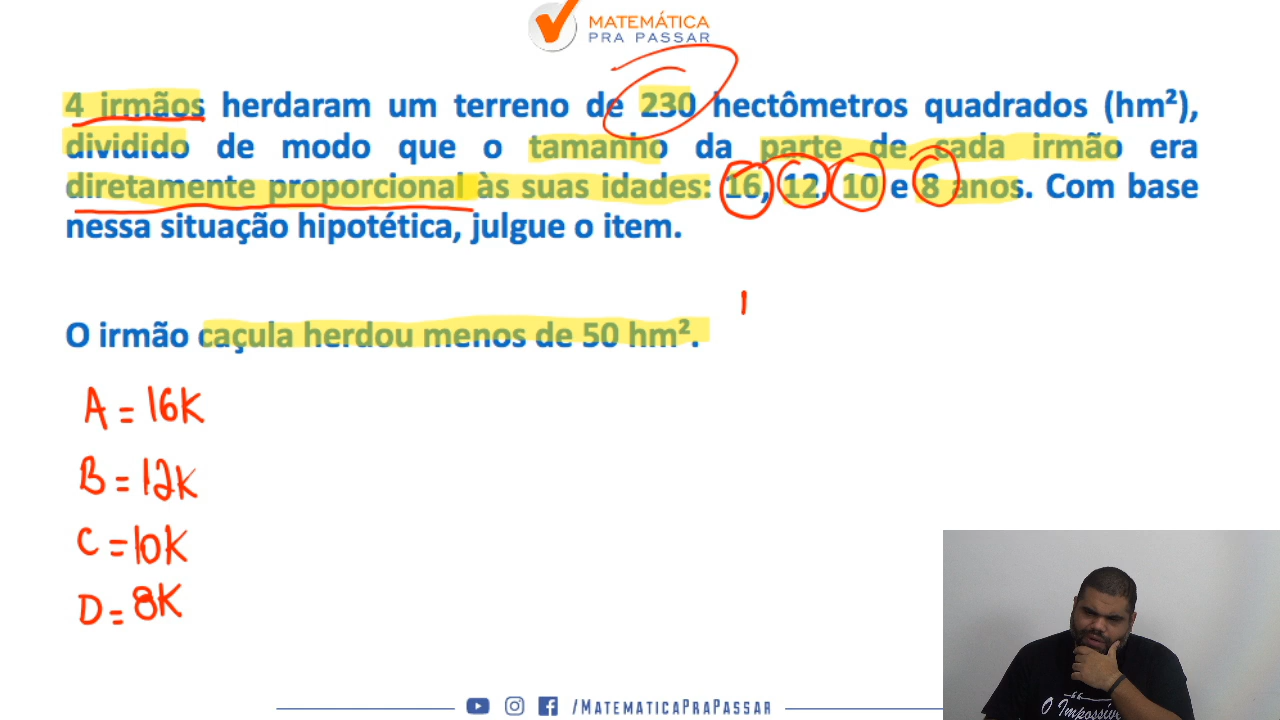 MATEMÁTICA
PRA PASSAR
4 irmãos herdaram um terreno de 230 hectômetros quadrados (hm²),
dividido de modo que o tamanho da parte de cada irmão era
diretamente proporcional às suas idades: 16, 12, 10 e 8 anos. Com base
nessa situação hipotética, julgue o item.
O irmão caçula herdou menos de 50 hm².
A = 16K
B = 12K
C = 10K
D = 8K
O Impossív
/MATEMATICAPRAPASSAR